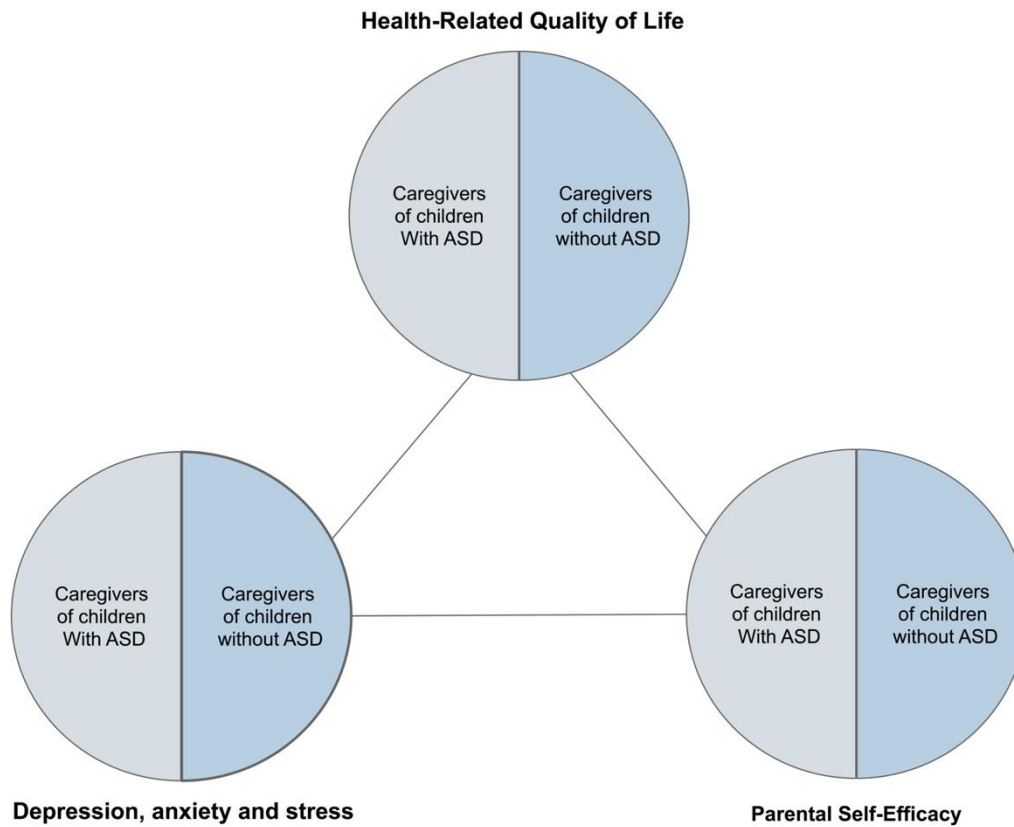 Health-Related Quality of Life
Caregivers
of children
With ASD
Caregivers
of children
without ASD
Caregivers
of children
With ASD
Caregivers
of children
without ASD
Caregivers
of children
With ASD
Caregivers
of children
without ASD
Depression, anxiety and stress
Parental Self-Efficacy